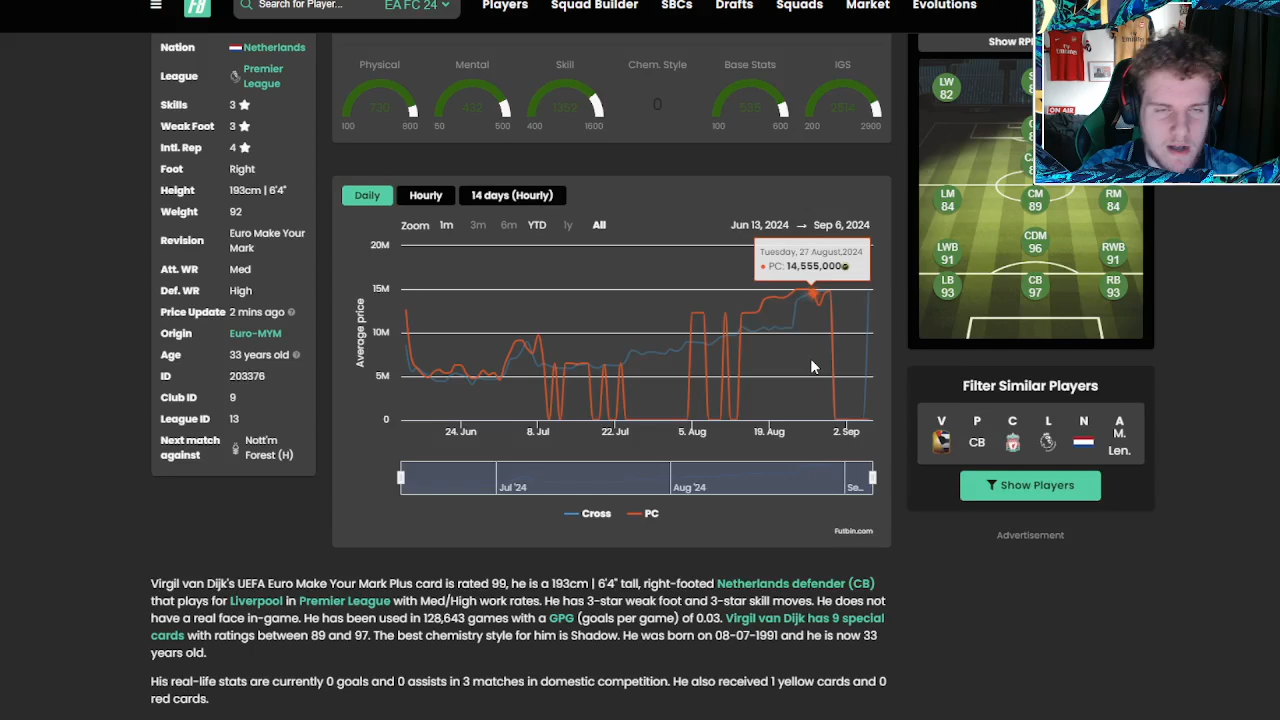 FB
Search for Player...
EA FC 24
Players
Squad Builder
SBCs
Drafts
Squads
Market
Evolutions
Nation
Netherlands
League
Premier
League
Skills
3
Weak Foot
3
Intl. Rep
4
Foot
Right
Height
193cm | 6'4"
Weight
92
Revision
Euro Make Your
Mark
Att. WR
Med
Def. WR
High
Price Update
2 mins ago
Origin
Euro-MYM
Age
33 years old
ID
203376
Club ID
9
League ID
13
Next match
against
Nott'm
Forest (H)
Physical
730
100
800
Mental
432
50
500
Skill
1352
400
1600
Chem. Style
0
Base Stats
535
100
600
IGS
2514
200
2900
Daily
Hourly
14 days (Hourly)
Zoom
1m
3m
6m
YTD
1y
All
Jun 13, 2024 → Sep 6, 2024
Tuesday, 27 August,2024
PC: 14,555,000
Average price
20M
15M
10M
5M
0
24. Jun
8. Jul
22. Jul
5. Aug
19. Aug
2. Sep
Jul '24
Aug '24
Se...
Cross
PC
Futbin.com
Show RP
LW
82
LM
84
CM
89
RM
84
LWB
91
CDM
96
RWB
91
LB
93
CB
97
RB
93
Fly
Emirates
ON AIR
Filter Similar Players
V
P
C
L
N
A
CB
M.
Len.
Show Players
Advertisement
Virgil van Dijk's UEFA Euro Make Your Mark Plus card is rated 99, he is a 193cm | 6'4" tall, right-footed Netherlands defender (CB)
that plays for Liverpool in Premier League with Med/High work rates. He has 3-star weak foot and 3-star skill moves. He does not
have a real face in-game. He has been used in 128,643 games with a GPG (goals per game) of 0.03. Virgil van Dijk has 9 special
cards with ratings between 89 and 97. The best chemistry style for him is Shadow. He was born on 08-07-1991 and he is now 33
years old.
His real-life stats are currently 0 goals and 0 assists in 3 matches in domestic competition. He also received 1 yellow cards and 0
red cards.